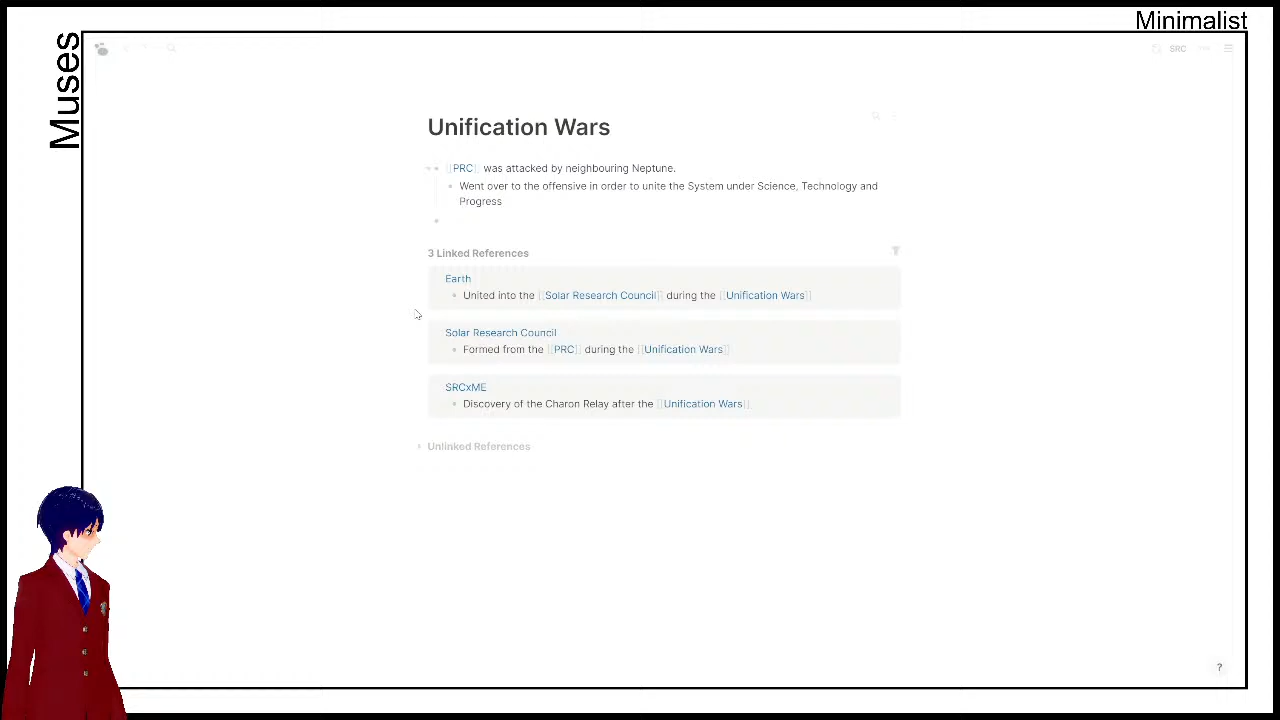 Minimalist
Muses
SRC
Unification Wars
[[PRC]] was attacked by neighbouring Neptune.
Went over to the offensive in order to unite the System under Science, Technology and
Progress
3 Linked References
Earth
United into the [[Solar Research Council]] during the [[Unification Wars]]
Solar Research Council
Formed from the [[PRC]] during the [[Unification Wars]]
SRCxME
Discovery of the Charon Relay after the [[Unification Wars]].
Unlinked References
?